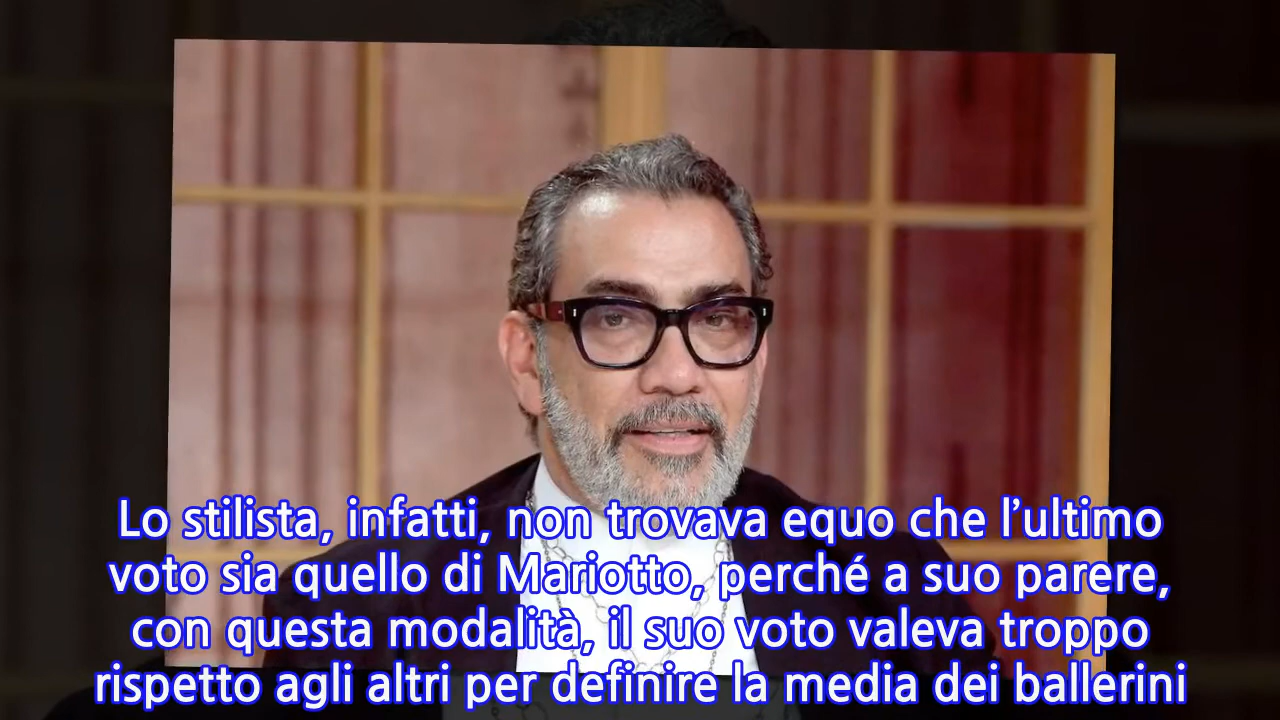 Lo stilista, infatti, non trovava equo che l’ultimo
voto sia quello di Mariotto, perché a suo parere,
con questa modalità, il suo voto valeva troppo
rispetto agli altri per definire la media dei ballerini